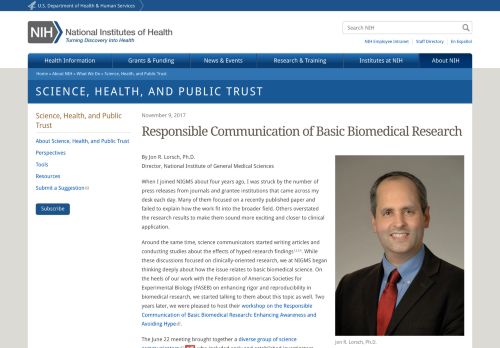 U.S. Department of Health & Human Services
NIH National Institutes of Health
Turning Discovery Into Health
Search NIH
NIH Employee Intranet | Staff Directory | En Español
Health Information Grants & Funding News & Events Research & Training Institutes at NIH About NIH
Home » About NIH » What We Do » Science, Health, and Public Trust
SCIENCE, HEALTH, AND PUBLIC TRUST
Science, Health, and Public
Trust
About Science, Health, and Public Trust
Perspectives
Tools
Resources
Submit a Suggestion
Subscribe
November 9, 2017
Responsible Communication of Basic Biomedical Research
By Jon R. Lorsch, Ph.D.
Director, National Institute of General Medical Sciences
When I joined NIGMS about four years ago, I was struck by the number of
press releases from journals and grantee institutions that came across my
desk each day. Many of them focused on a recently published paper and
failed to explain how the work fit into the broader field. Others overstated
the research results to make them sound more exciting and closer to clinical
application.
Around the same time, science communicators started writing articles and
conducting studies about the effects of hyped research findings. While
these discussions focused on clinically-oriented research, we at NIGMS began
thinking deeply about how the issue relates to basic biomedical science. On
the heels of our work with the Federation of American Societies for
Experimental Biology (FASEB) on enhancing rigor and reproducibility in
biomedical research, we started talking to them about this topic as well. Two
years later, we were pleased to host their workshop on the Responsible
Communication of Basic Biomedical Research: Enhancing Awareness and
Avoiding Hype.
The June 22 meeting brought together a diverse group of science
Jon R. Lorsch, Ph.D.